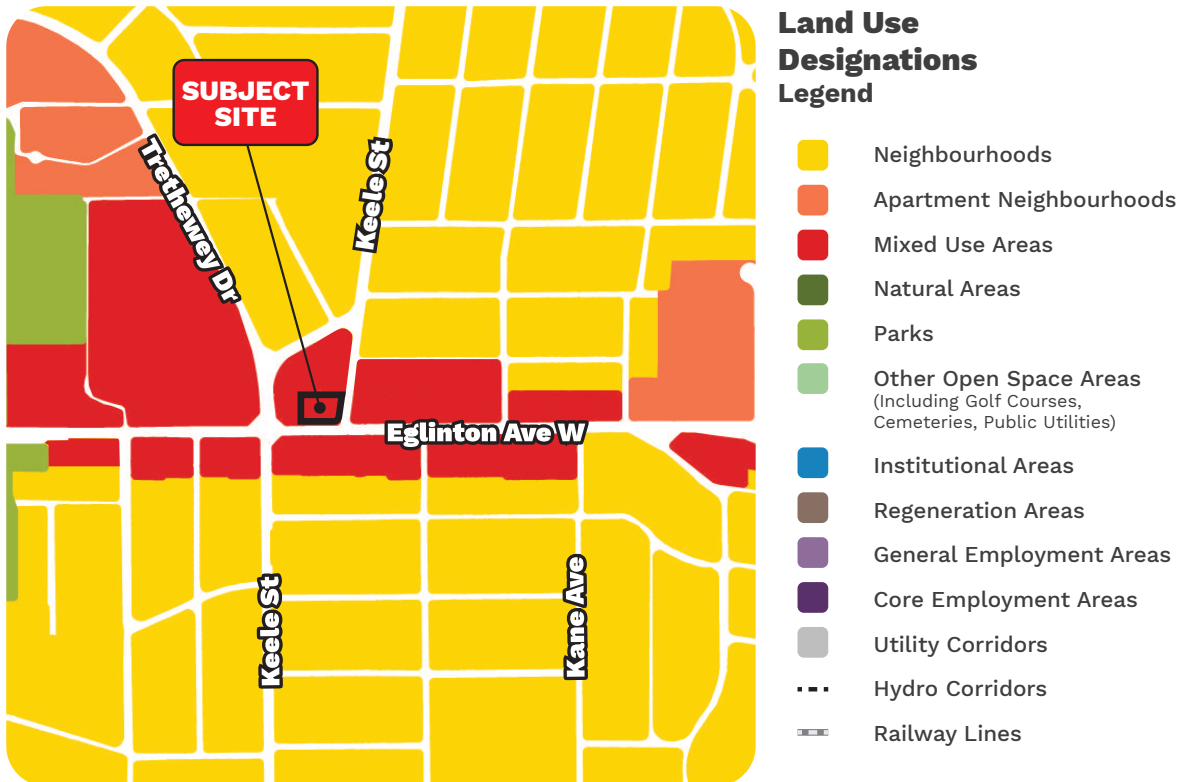 SUBJECT
SITE
Trethewey Dr
Keele St
Eglinton Ave W
Keele St
Kane Ave
Land Use
Designations
Legend
Neighbourhoods
Apartment Neighbourhoods
Mixed Use Areas
Natural Areas
Parks
Other Open Space Areas
(Including Golf Courses,
Cemeteries, Public Utilities)
Institutional Areas
Regeneration Areas
General Employment Areas
Core Employment Areas
Utility Corridors
Hydro Corridors
Railway Lines